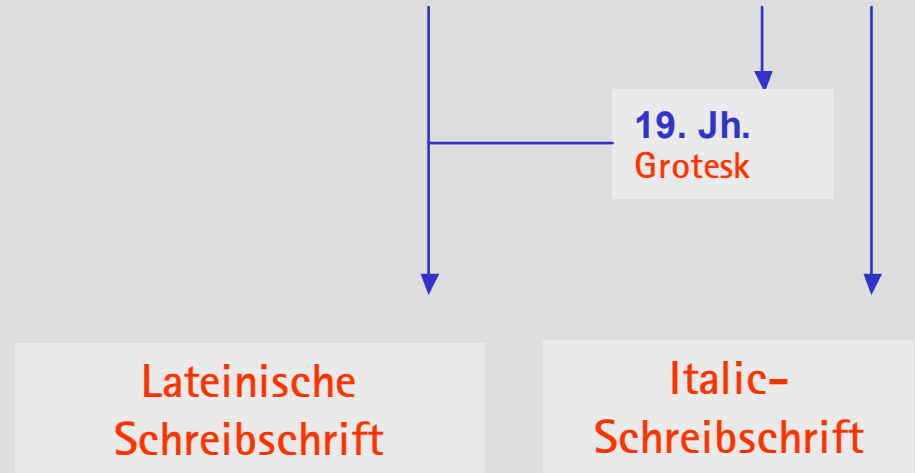 19. Jh.
Grotesk
Lateinische
Schreibschrift
Italic-
Schreibschrift